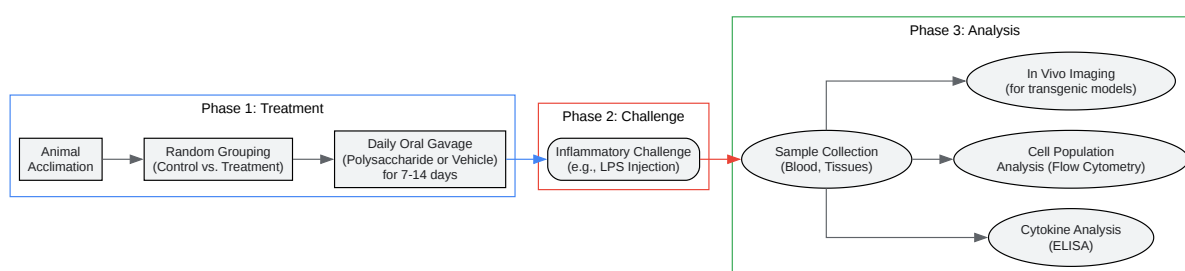 Phase 1: Treatment
Animal
Acclimation
Random Grouping
(Control vs. Treatment)
Daily Oral Gavage
(Polysaccharide or Vehicle)
for 7-14 days
Phase 2: Challenge
Inflammatory Challenge
(e.g., LPS Injection)
Phase 3: Analysis
Sample Collection
(Blood, Tissues)
In Vivo Imaging
(for transgenic models)
Cell Population
Analysis (Flow Cytometry)
Cytokine Analysis
(ELISA)